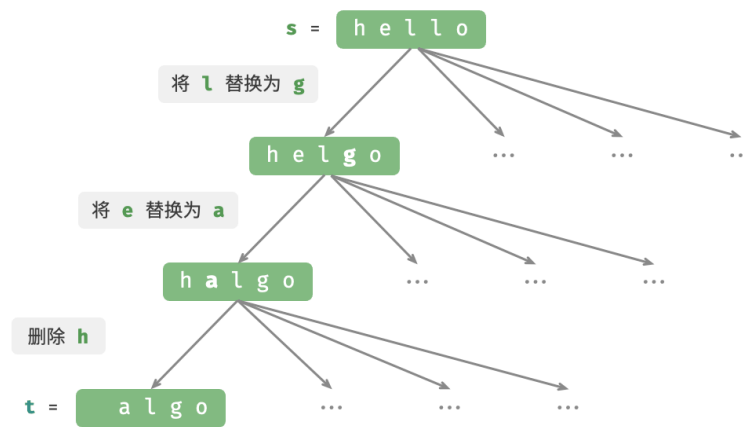 s = hello
将 l 替换为 g
... ... ..
helgo
将 e 替换为 a
... ... ...
halgo
删除 h
... ... ...
t = algo